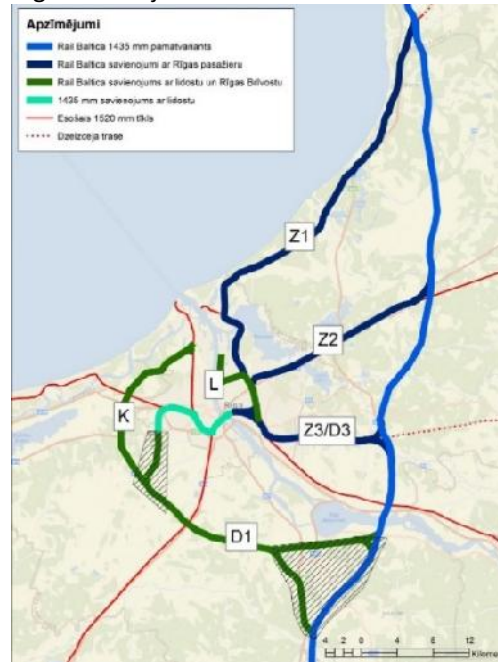 Apzīmējumi
Rail Baltica 1435 mm pamatvariants
Rail Baltica savienojums ar Rīgas pasažieru
Rail Baltica savienojums ar lidostu un Rīgas Brīvostu
1435 mm savienojums ar lidostu
Esošais 1520 mm tīkls
Dzelzceļa trase
Z1
Z2
L
K
Rīga
Z3/D3
D1
4 2 0 4 8 12